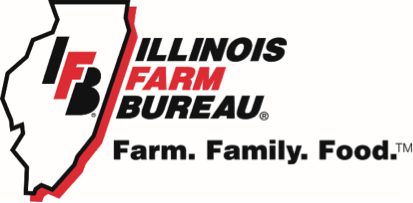 IFB®
ILLINOIS
FARM
BUREAU®
Farm. Family. Food.™